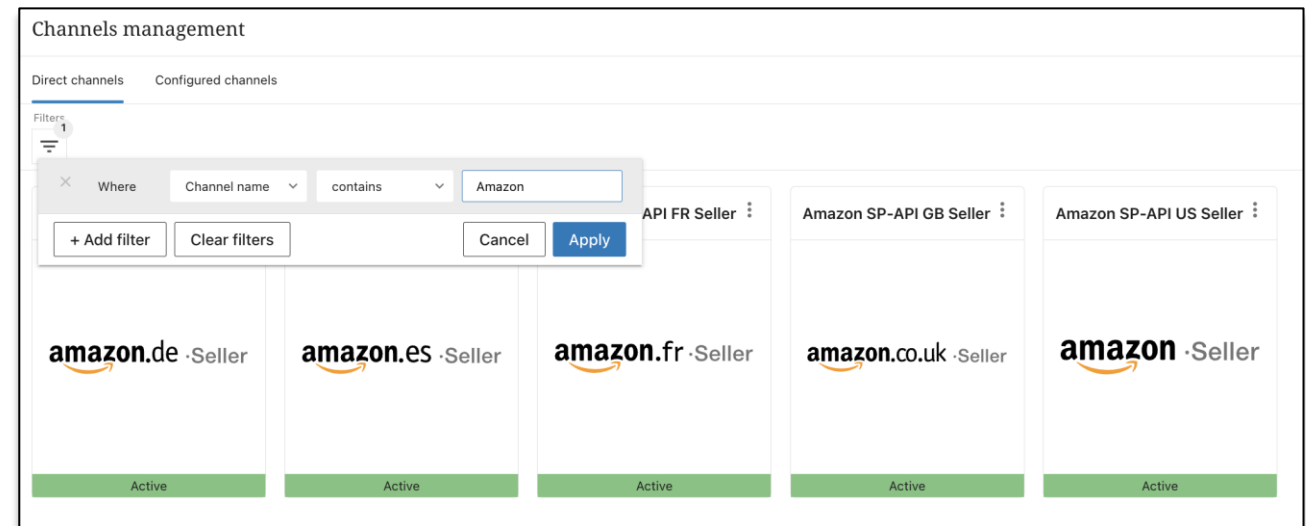 Channels management
Direct channels Configured channels
Filters
1
Where Channel name contains Amazon
+ Add filter Clear filters Cancel Apply
API FR Seller Amazon SP-API GB Seller Amazon SP-API US Seller
amazon.de ·Seller amazon.es ·Seller amazon.fr ·Seller amazon.co.uk ·Seller amazon ·Seller
Active Active Active Active Active